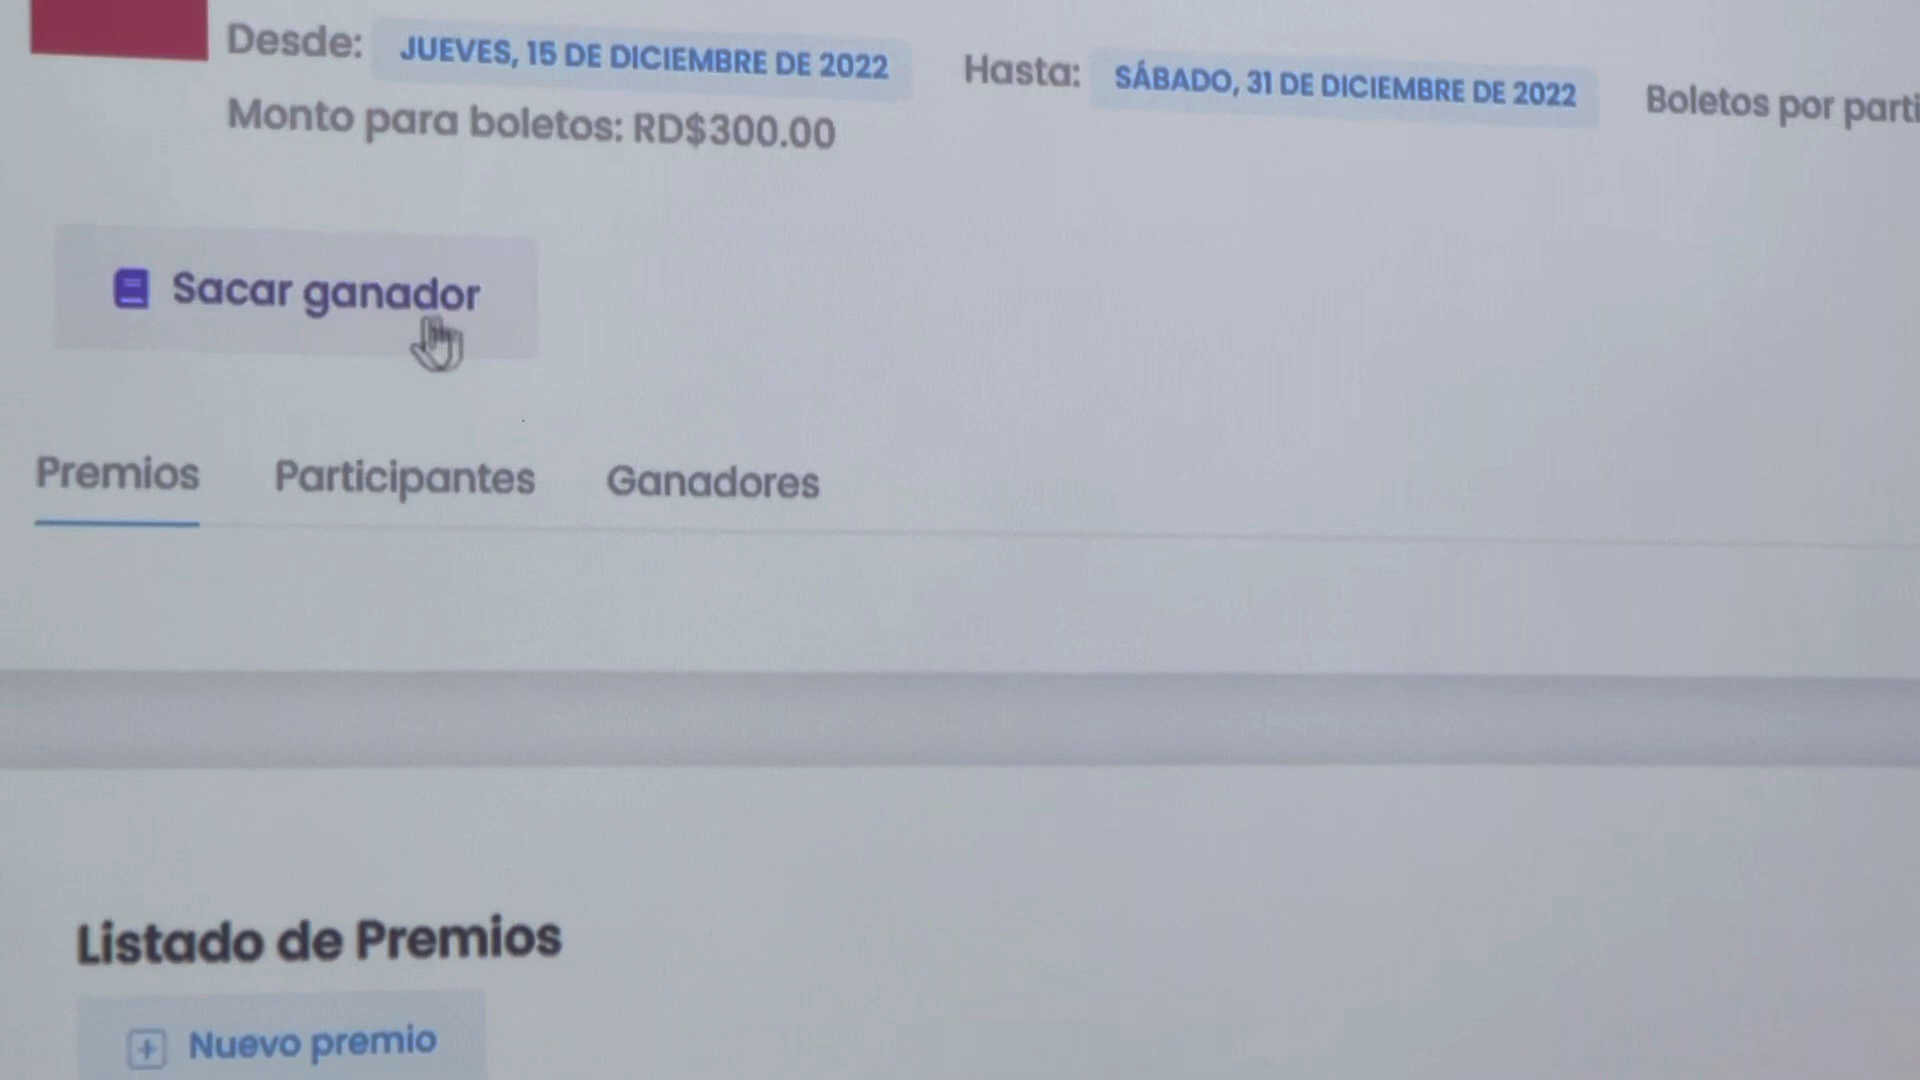 Desde: JUEVES, 15 DE DICIEMBRE DE 2022 Hasta: SÁBADO, 31 DE DICIEMBRE DE 2022 Boletos por parti
Monto para boletos: RD$300.00
Sacar ganador
Premios Participantes Ganadores
Listado de Premios
Nuevo premio